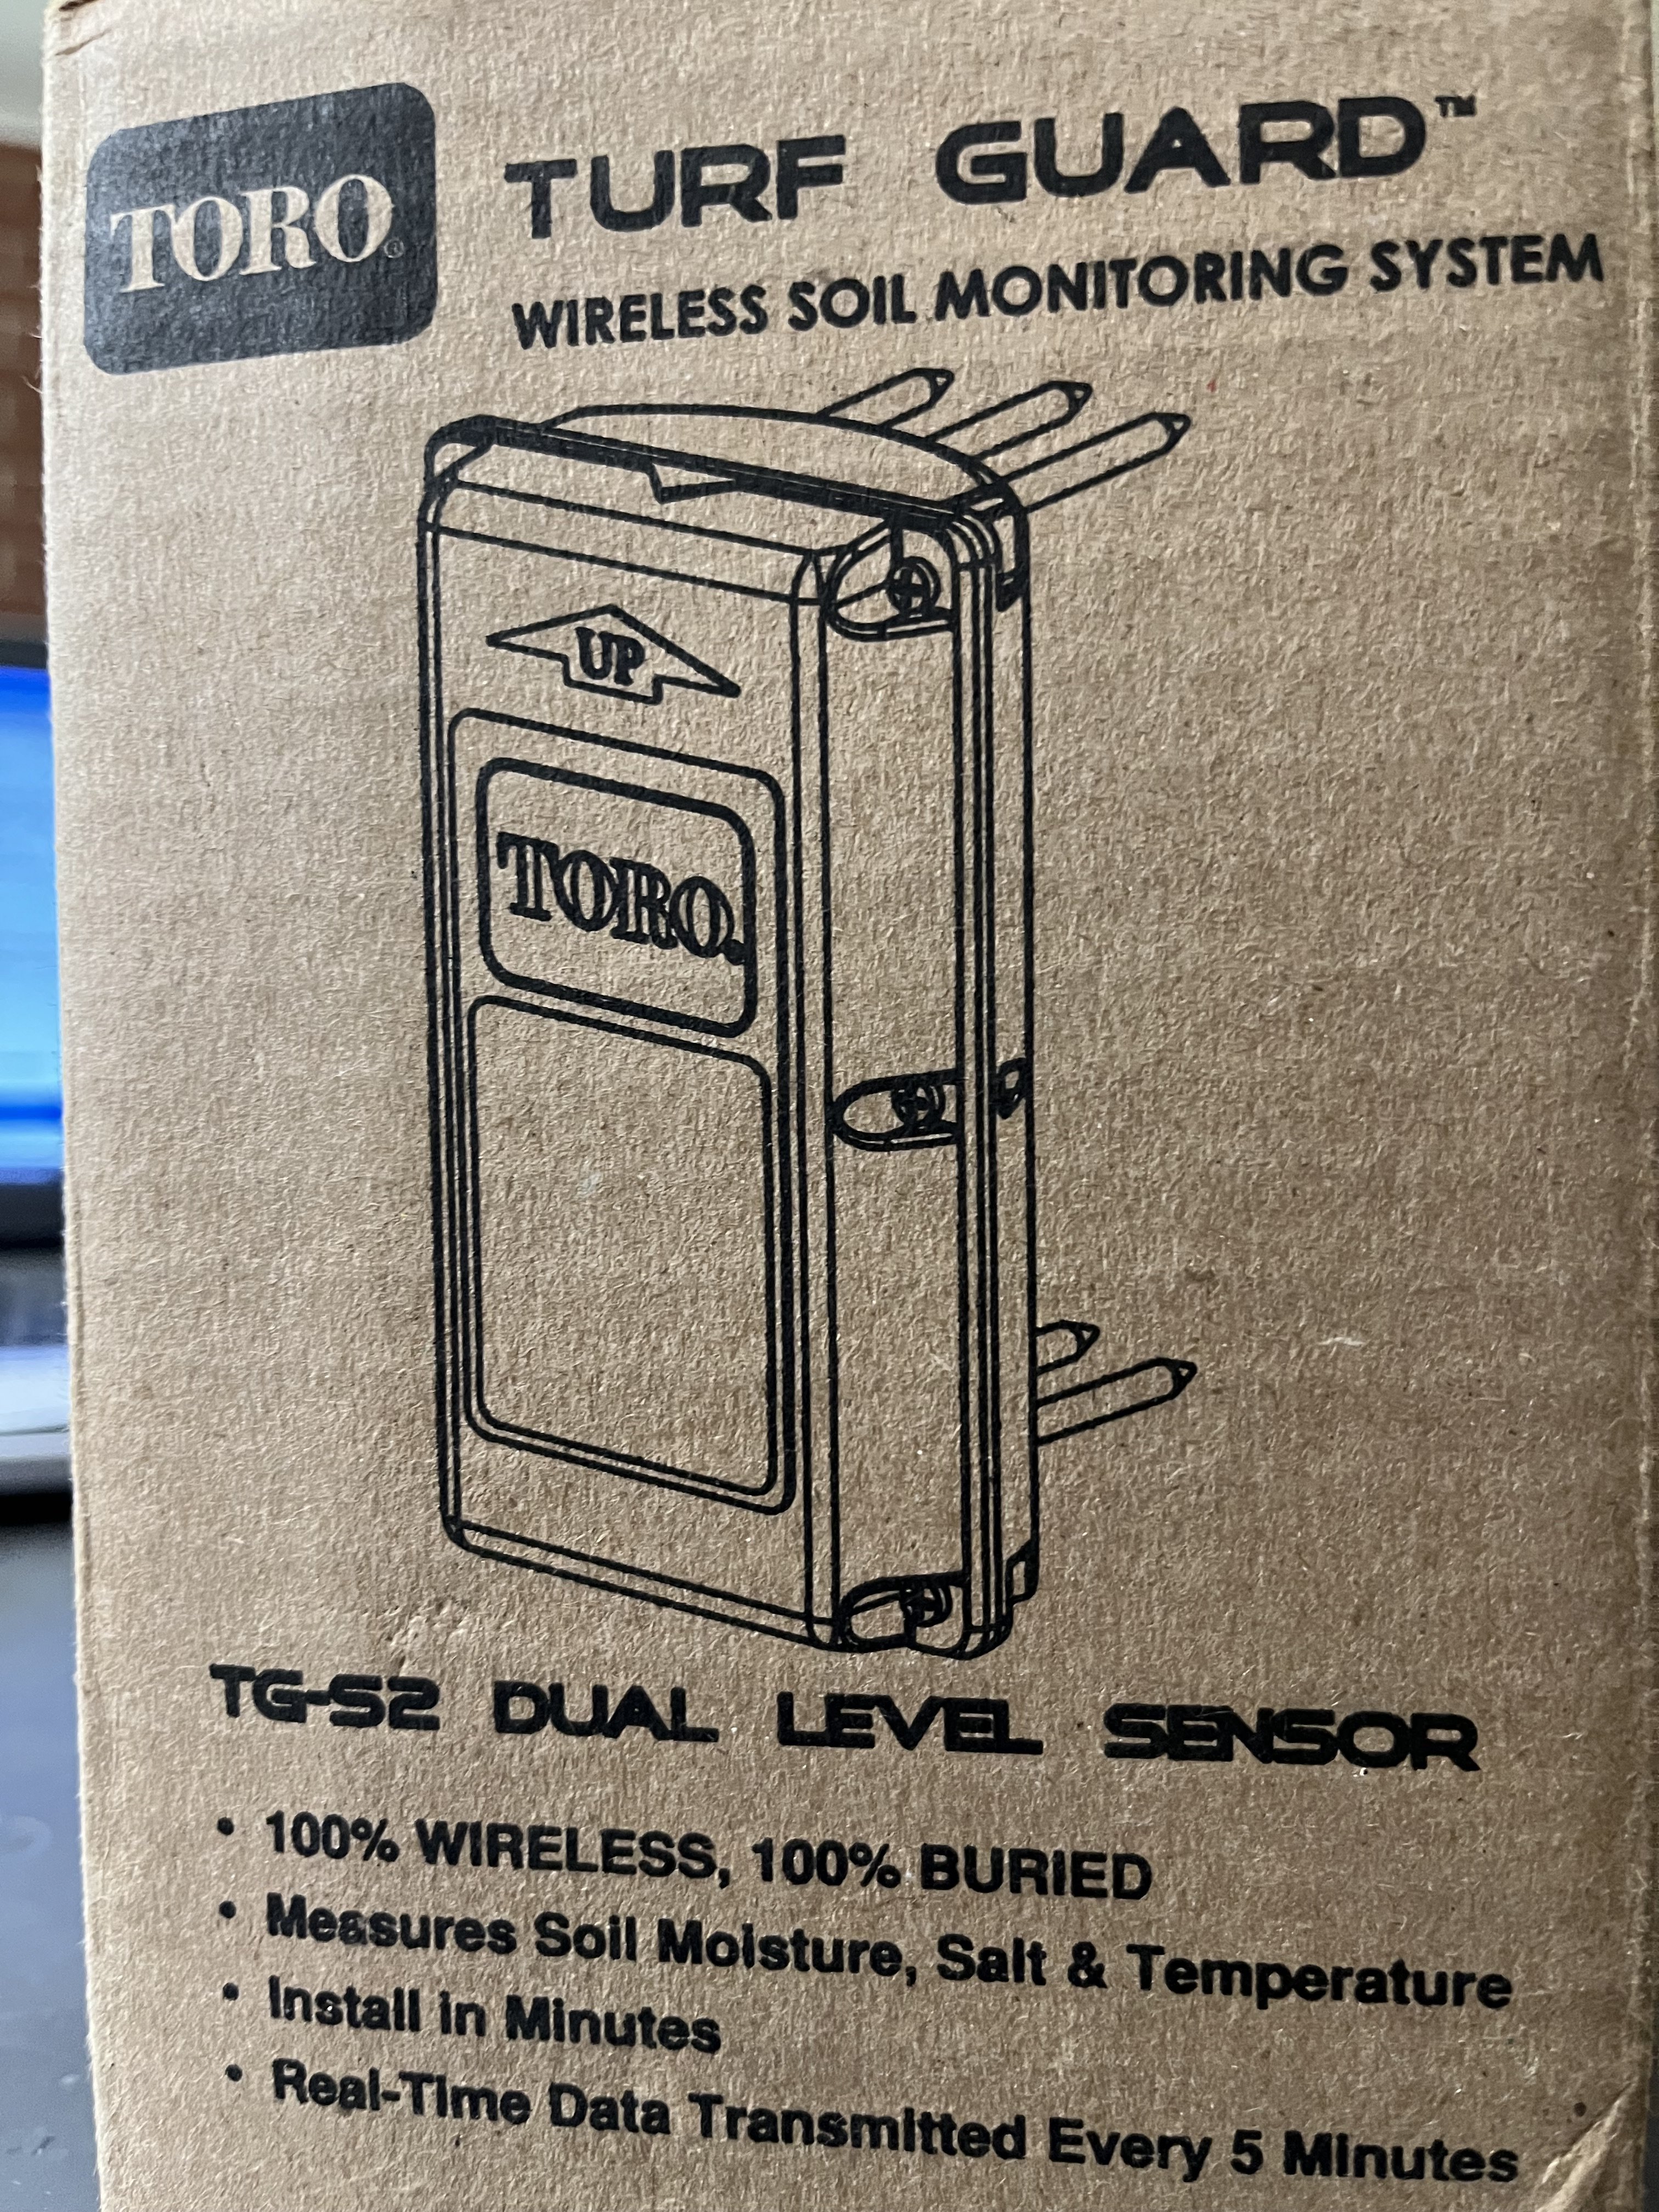 TORO®
TURF GUARD™
WIRELESS SOIL MONITORING SYSTEM
UP
TORO.
TG-S2 DUAL LEVEL SENSOR
• 100% WIRELESS, 100% BURIED
• Measures Soil Moisture, Salt & Temperature
• Install in Minutes
• Real-Time Data Transmitted Every 5 Minutes